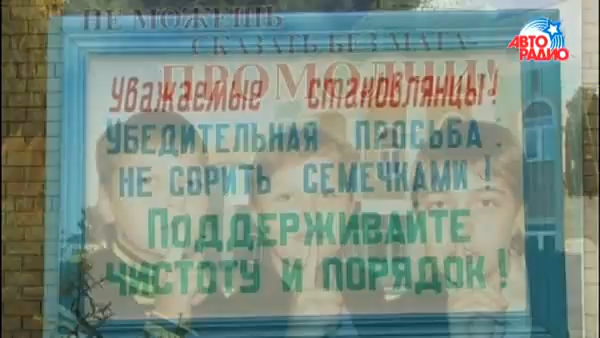 НЕ МОЖЕШЬ
СКАЗАТЬ БЕЗ МАТА–
ПРОМОЛЧИ!
АВТО
РАДИО
Уважаемые становлянцы!
Убедительная просьба:
не сорить семечками!
Поддерживайте
чистоту и порядок!